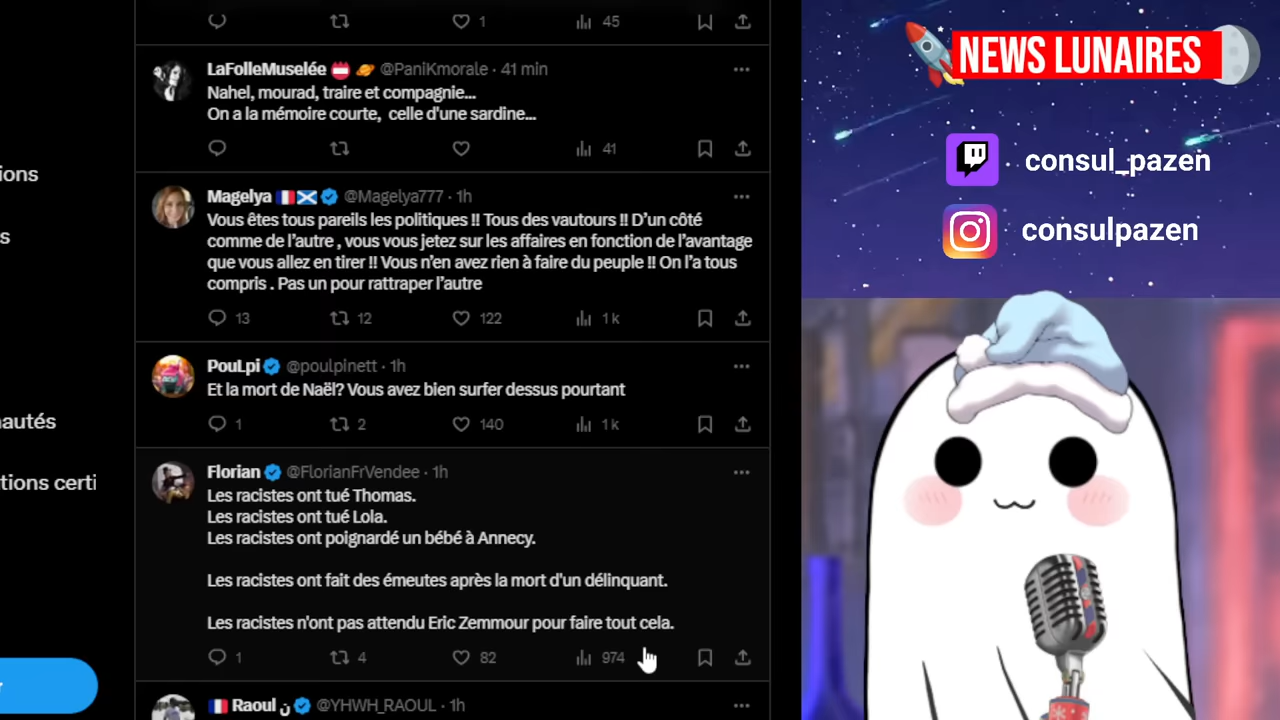 1
45
LaFolleMuselée @PaniKmorale · 41 min
Nahel, mourad, traire et compagnie...
On a la mémoire courte, celle d'une sardine...
41
Magelya @Magelya777 · 1h
Vous êtes tous pareils les politiques !! Tous des vautours !! D’un côté
comme de l’autre , vous vous jetez sur les affaires en fonction de l’avantage
que vous allez en tirer !! Vous n’en avez rien à faire du peuple !! On l’a tous
compris . Pas un pour rattraper l’autre
13
12
122
1 k
PouLpi @poulpinett · 1h
Et la mort de Naël? Vous avez bien surfer dessus pourtant
1
2
140
1 k
Florian @FlorianFrVendee · 1h
Les racistes ont tué Thomas.
Les racistes ont tué Lola.
Les racistes ont poignardé un bébé à Annecy.
Les racistes ont fait des émeutes après la mort d'un délinquant.
Les racistes n'ont pas attendu Eric Zemmour pour faire tout cela.
1
4
82
974
Raoul ن @YHWH_RAOUL · 1h
ions
s
nautés
tions certi
r
NEWS LUNAIRES
consul_pazen
consulpazen